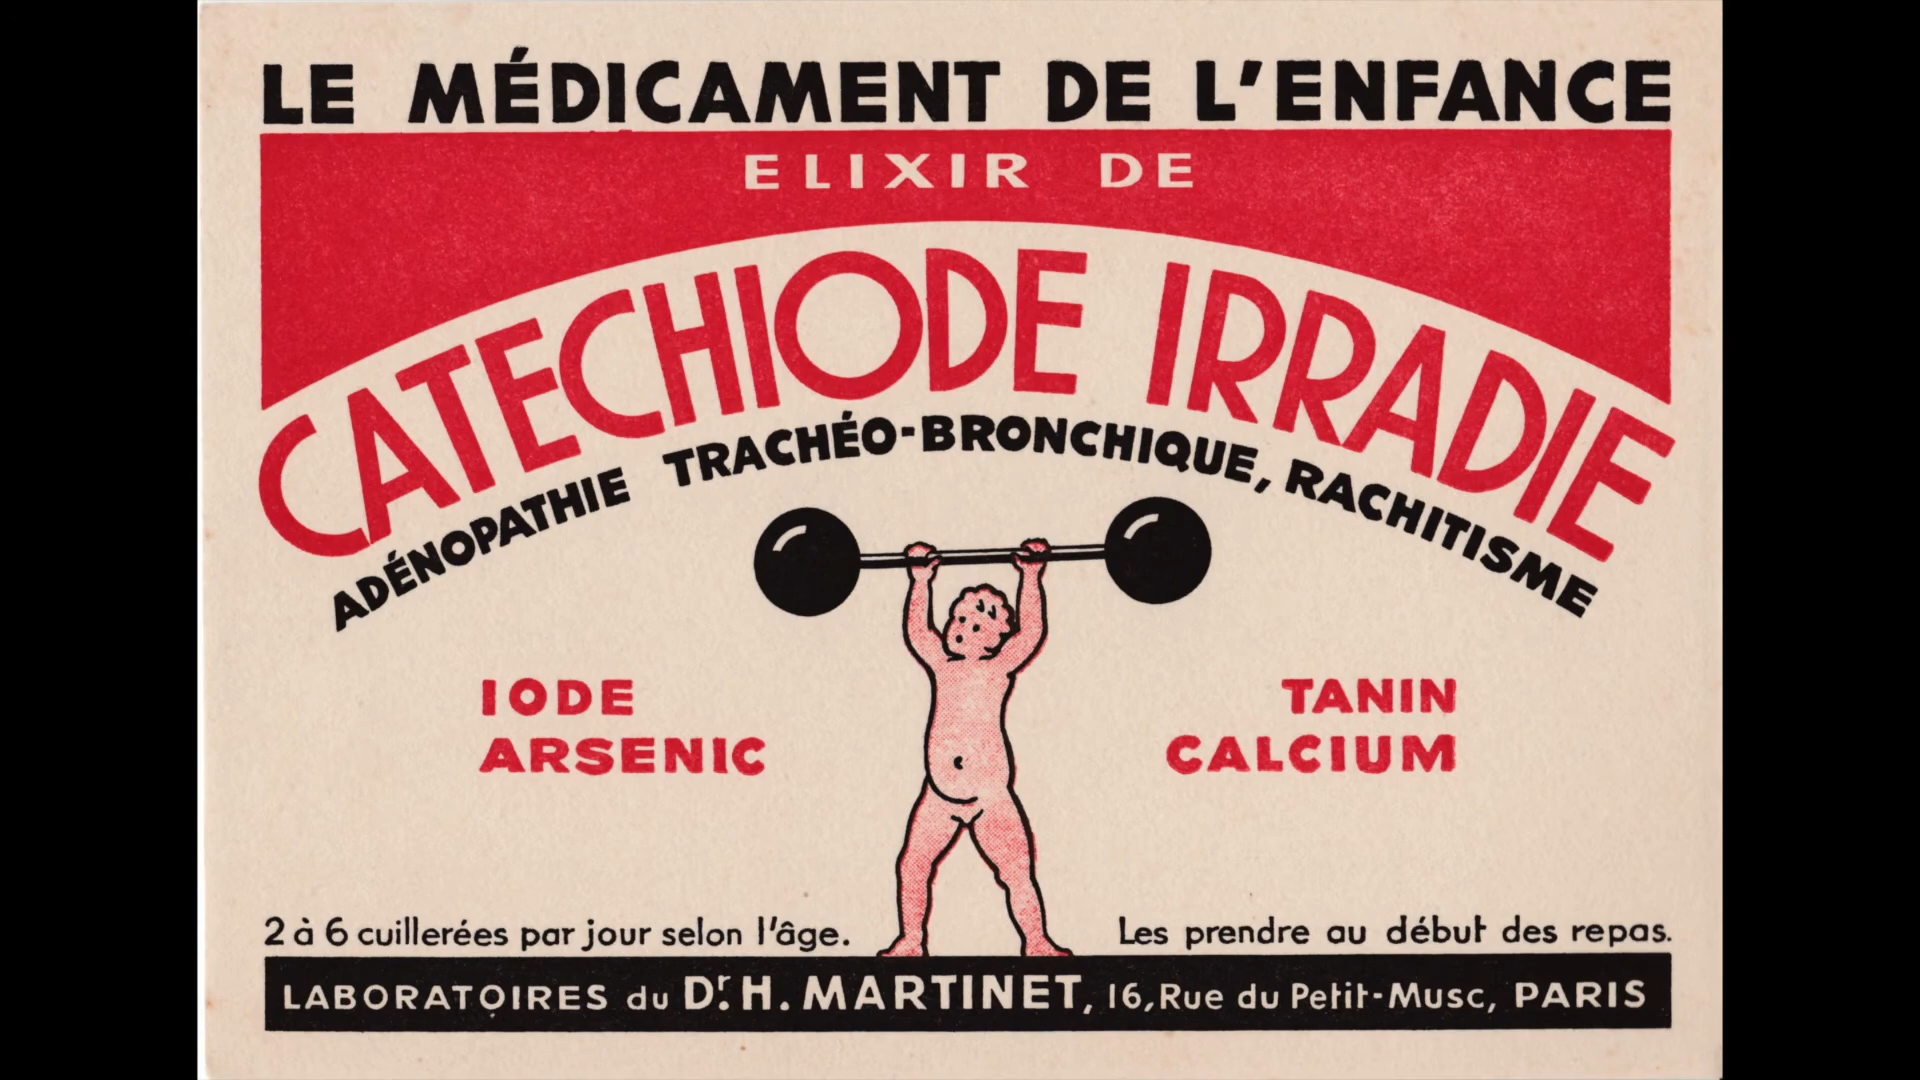 LE MÉDICAMENT DE L'ENFANCE
ELIXIR DE
CATECHIODE IRRADIE
ADÉNOPATHIE TRACHÉO-BRONCHIQUE, RACHITISME
IODE
ARSENIC
TANIN
CALCIUM
2 à 6 cuillerées par jour selon l'âge.
Les prendre au début des repas.
LABORATOIRES du Dr. H. MARTINET, 16, Rue du Petit-Musc, PARIS